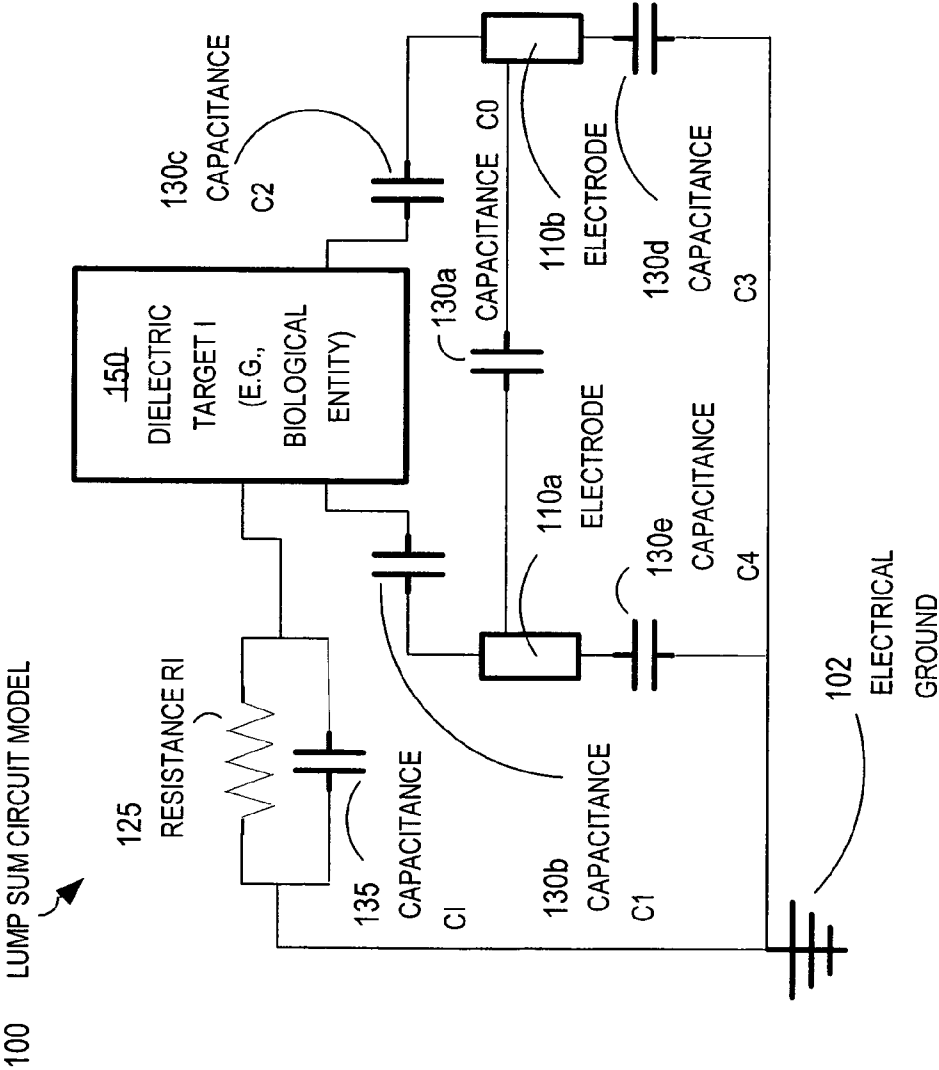 100 LUMP SUM CIRCUIT MODEL
125
RESISTANCE RI
135
CAPACITANCE
CI
150
DIELECTRIC
TARGET I
(E.G.,
BIOLOGICAL
ENTITY)
130c
CAPACITANCE
C2
130b
CAPACITANCE
C1
130a
CAPACITANCE C0
110a
ELECTRODE
110b
ELECTRODE
130e
CAPACITANCE
C4
130d
CAPACITANCE
C3
102
ELECTRICAL
GROUND